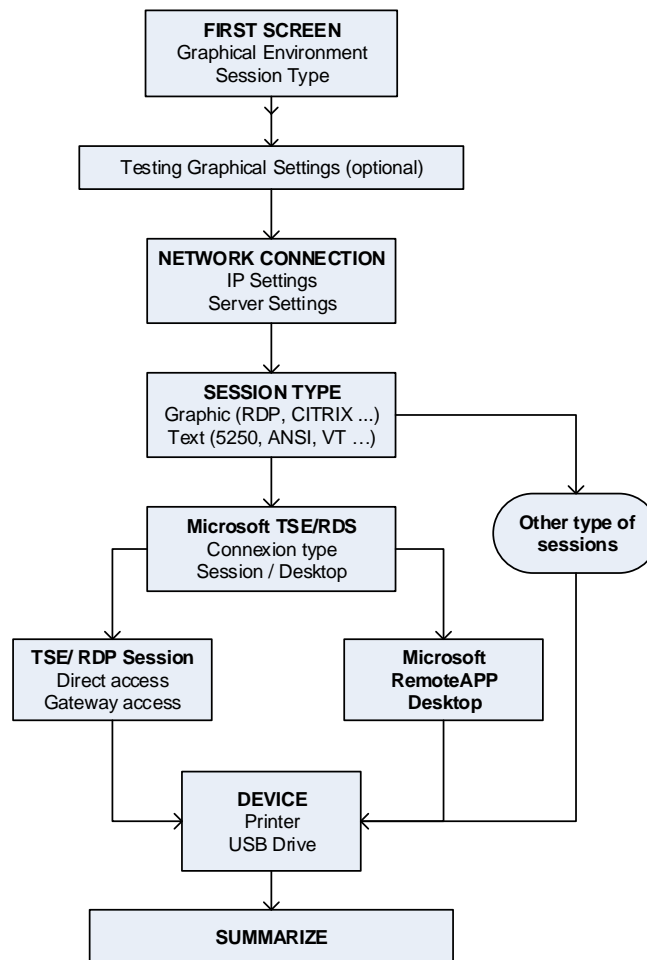 FIRST SCREEN
Graphical Environment
Session Type
Testing Graphical Settings (optional)
NETWORK CONNECTION
IP Settings
Server Settings
SESSION TYPE
Graphic (RDP, CITRIX ...)
Text (5250, ANSI, VT …)
Microsoft TSE/RDS
Connexion type
Session / Desktop
Other type of
sessions
TSE/ RDP Session
Direct access
Gateway access
Microsoft
RemoteAPP
Desktop
DEVICE
Printer
USB Drive
SUMMARIZE